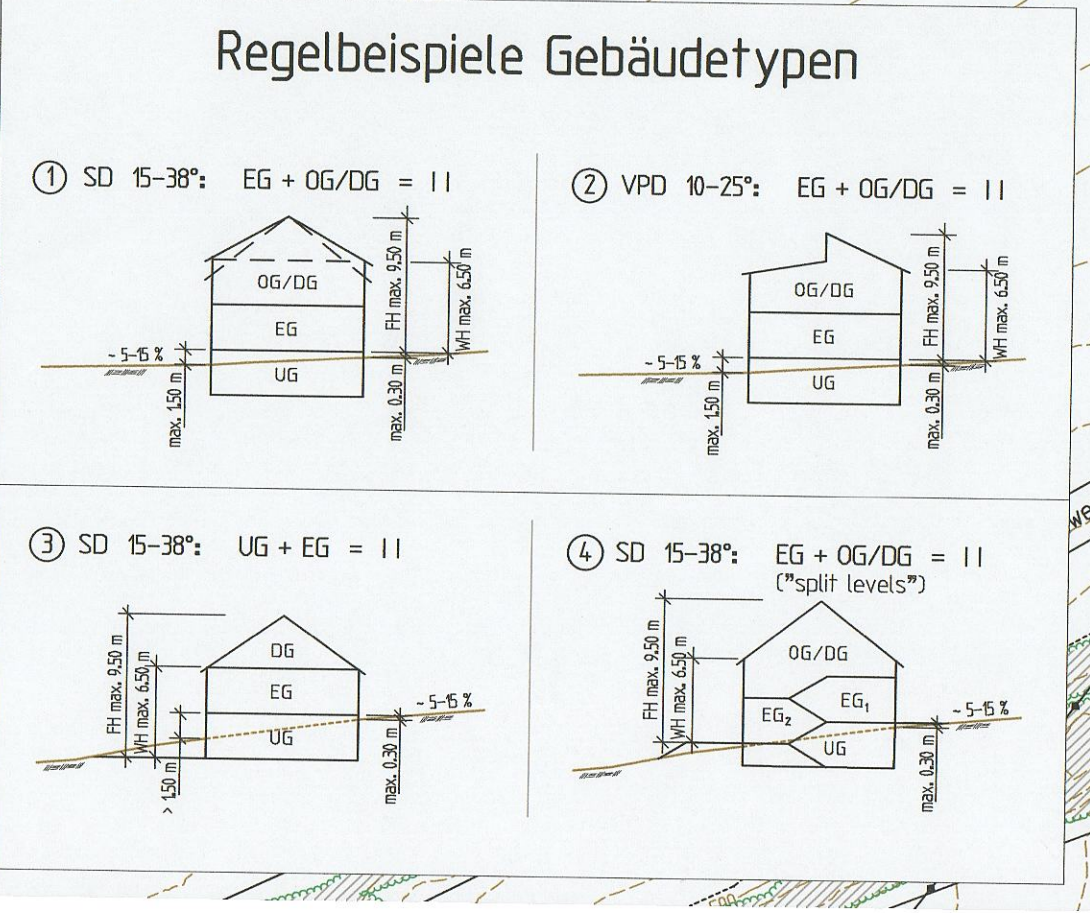 Regelbeispiele Gebäudetypen
① SD 15-38°: EG + OG/DG = II
OG/DG
EG
UG
~ 5-15 %
max. 1.50 m
FH max. 9.50 m
WH max. 6.50 m
max. 0.30 m
② VPD 10-25°: EG + OG/DG = II
OG/DG
EG
UG
~ 5-15 %
max. 1.50 m
FH max. 9.50 m
WH max. 6.50 m
max. 0.30 m
③ SD 15-38°: UG + EG = II
DG
EG
UG
FH max. 9.50 m
WH max. 6.50 m
> 1.50 m
~ 5-15 %
max. 0.30 m
④ SD 15-38°: EG + OG/DG = II
("split levels")
OG/DG
EG₁
EG₂
UG
FH max. 9.50 m
WH max. 6.50 m
~ 5-15 %
max. 0.30 m